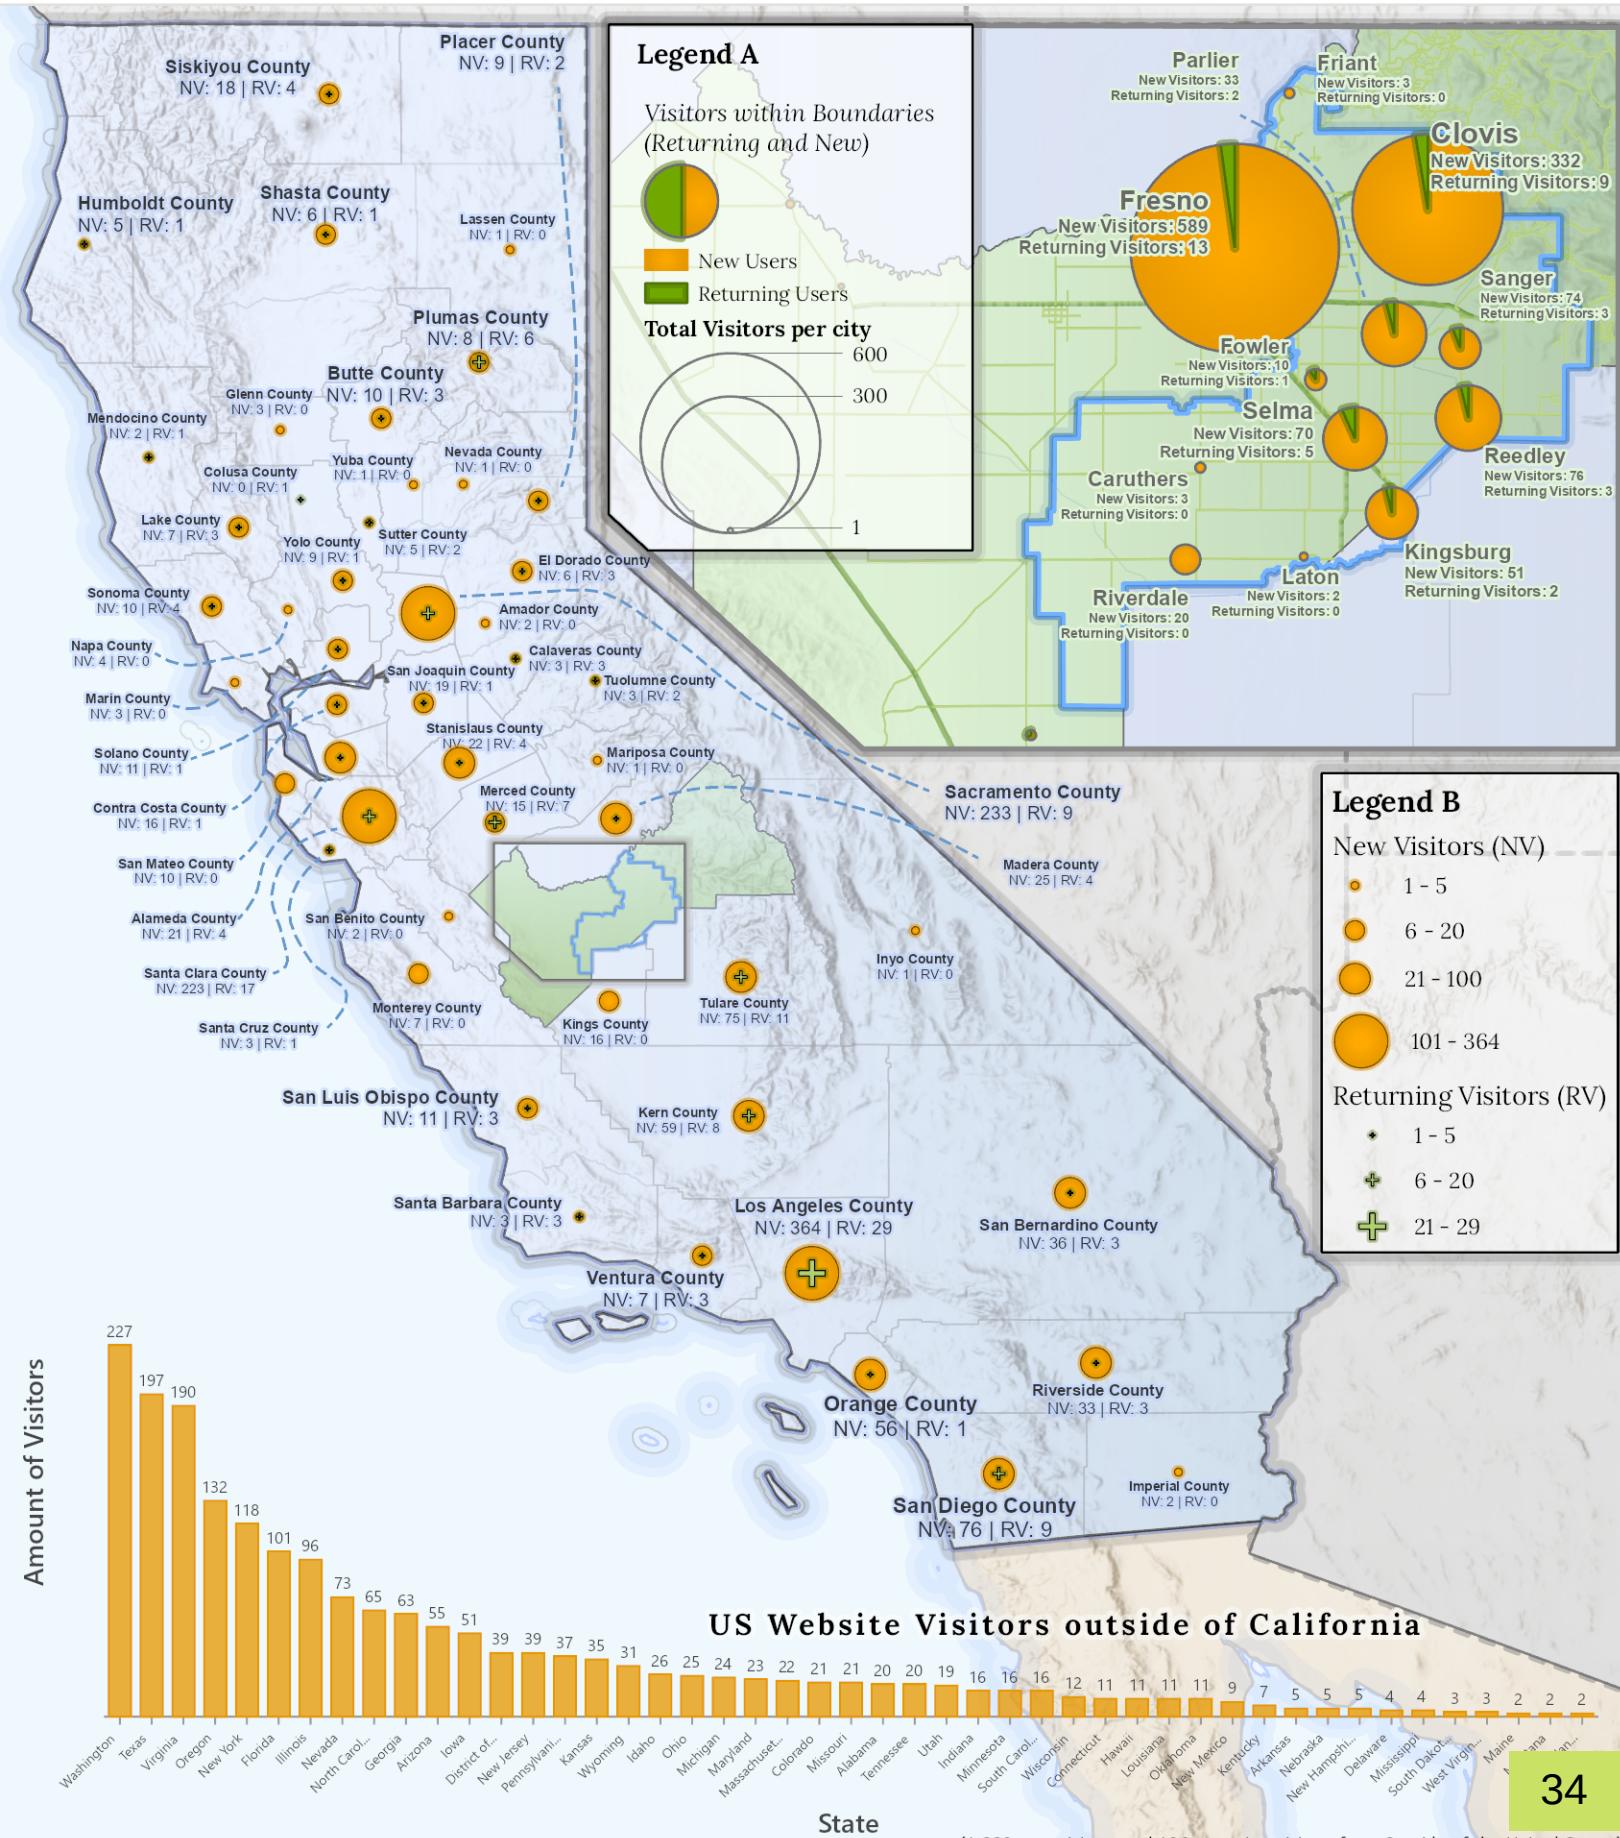 Placer County
NV: 9 | RV: 2
Siskiyou County
NV: 18 | RV: 4
Humboldt County
NV: 5 | RV: 1
Shasta County
NV: 6 | RV: 1
Lassen County
NV: 1 | RV: 0
Plumas County
NV: 8 | RV: 6
Butte County
NV: 10 | RV: 3
Glenn County
NV: 3 | RV: 0
Mendocino County
NV: 2 | RV: 1
Nevada County
NV: 1 | RV: 0
Yuba County
NV: 1 | RV: 0
Colusa County
NV: 0 | RV: 1
Lake County
NV: 7 | RV: 3
Sutter County
NV: 5 | RV: 2
Yolo County
NV: 9 | RV: 1
El Dorado County
NV: 6 | RV: 3
Sonoma County
NV: 10 | RV: 4
Amador County
NV: 2 | RV: 0
Napa County
NV: 4 | RV: 0
Calaveras County
NV: 3 | RV: 3
San Joaquin County
NV: 19 | RV: 1
Tuolumne County
NV: 3 | RV: 2
Marin County
NV: 3 | RV: 0
Stanislaus County
NV: 22 | RV: 4
Solano County
NV: 11 | RV: 1
Mariposa County
NV: 1 | RV: 0
Merced County
NV: 15 | RV: 7
Contra Costa County
NV: 16 | RV: 1
Sacramento County
NV: 233 | RV: 9
San Mateo County
NV: 10 | RV: 0
Madera County
NV: 25 | RV: 4
Alameda County
NV: 21 | RV: 4
San Benito County
NV: 2 | RV: 0
Santa Clara County
NV: 223 | RV: 17
Inyo County
NV: 1 | RV: 0
Monterey County
NV: 7 | RV: 0
Tulare County
NV: 75 | RV: 11
Santa Cruz County
NV: 3 | RV: 1
Kings County
NV: 16 | RV: 0
San Luis Obispo County
NV: 11 | RV: 3
Kern County
NV: 59 | RV: 8
Santa Barbara County
NV: 3 | RV: 3
Los Angeles County
NV: 364 | RV: 29
San Bernardino County
NV: 36 | RV: 3
Ventura County
NV: 7 | RV: 3
Orange County
NV: 56 | RV: 1
Riverside County
NV: 33 | RV: 3
San Diego County
NV: 76 | RV: 9
Imperial County
NV: 2 | RV: 0
Legend A
Visitors within Boundaries
(Returning and New)
New Users
Returning Users
Total Visitors per city
600
300
1
Parlier
New Visitors: 33
Returning Visitors: 2
Friant
New Visitors: 3
Returning Visitors: 0
Clovis
New Visitors: 332
Returning Visitors: 9
Fresno
New Visitors: 589
Returning Visitors: 13
Sanger
New Visitors: 74
Returning Visitors: 3
Fowler
New Visitors: 10
Returning Visitors: 1
Selma
New Visitors: 70
Returning Visitors: 5
Reedley
New Visitors: 76
Returning Visitors: 3
Caruthers
New Visitors: 3
Returning Visitors: 0
Kingsburg
New Visitors: 51
Returning Visitors: 2
Laton
New Visitors: 2
Returning Visitors: 0
Riverdale
New Visitors: 20
Returning Visitors: 0
Legend B
New Visitors (NV)
1 - 5
6 - 20
21 - 100
101 - 364
Returning Visitors (RV)
1 - 5
6 - 20
21 - 29
US Website Visitors outside of California
Amount of Visitors
227
197
190
132
118
101
96
73
65
63
55
51
39
39
37
35
31
26
25
24
23
22
21
21
20
20
19
16
16
16
12
11
11
11
11
9
7
5
5
5
4
4
3
3
2
2
2
Washington
Texas
Virginia
Oregon
New York
Florida
Illinois
Nevada
North Carol...
Georgia
Arizona
Iowa
District of...
New Jersey
Pennsylvani...
Kansas
Wyoming
Idaho
Ohio
Michigan
Maryland
Massachuset...
Colorado
Missouri
Alabama
Tennessee
Utah
Indiana
Minnesota
South Carol...
Wisconsin
Connecticut
Hawaii
Louisiana
Oklahoma
New Mexico
Kentucky
Arkansas
Nebraska
New Hampshi...
Delaware
Mississippi
South Dakot...
West Virgin...
Maine
State
34